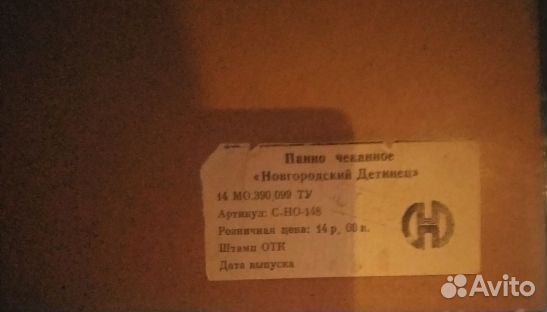 Панно чеканное
«Новгородский Детинец»
14 МО.390.099 ТУ
Артикул: С-НО-148
Розничная цена: 14 р, 00 к.
Штамп ОТК
Дата выпуска
Avito